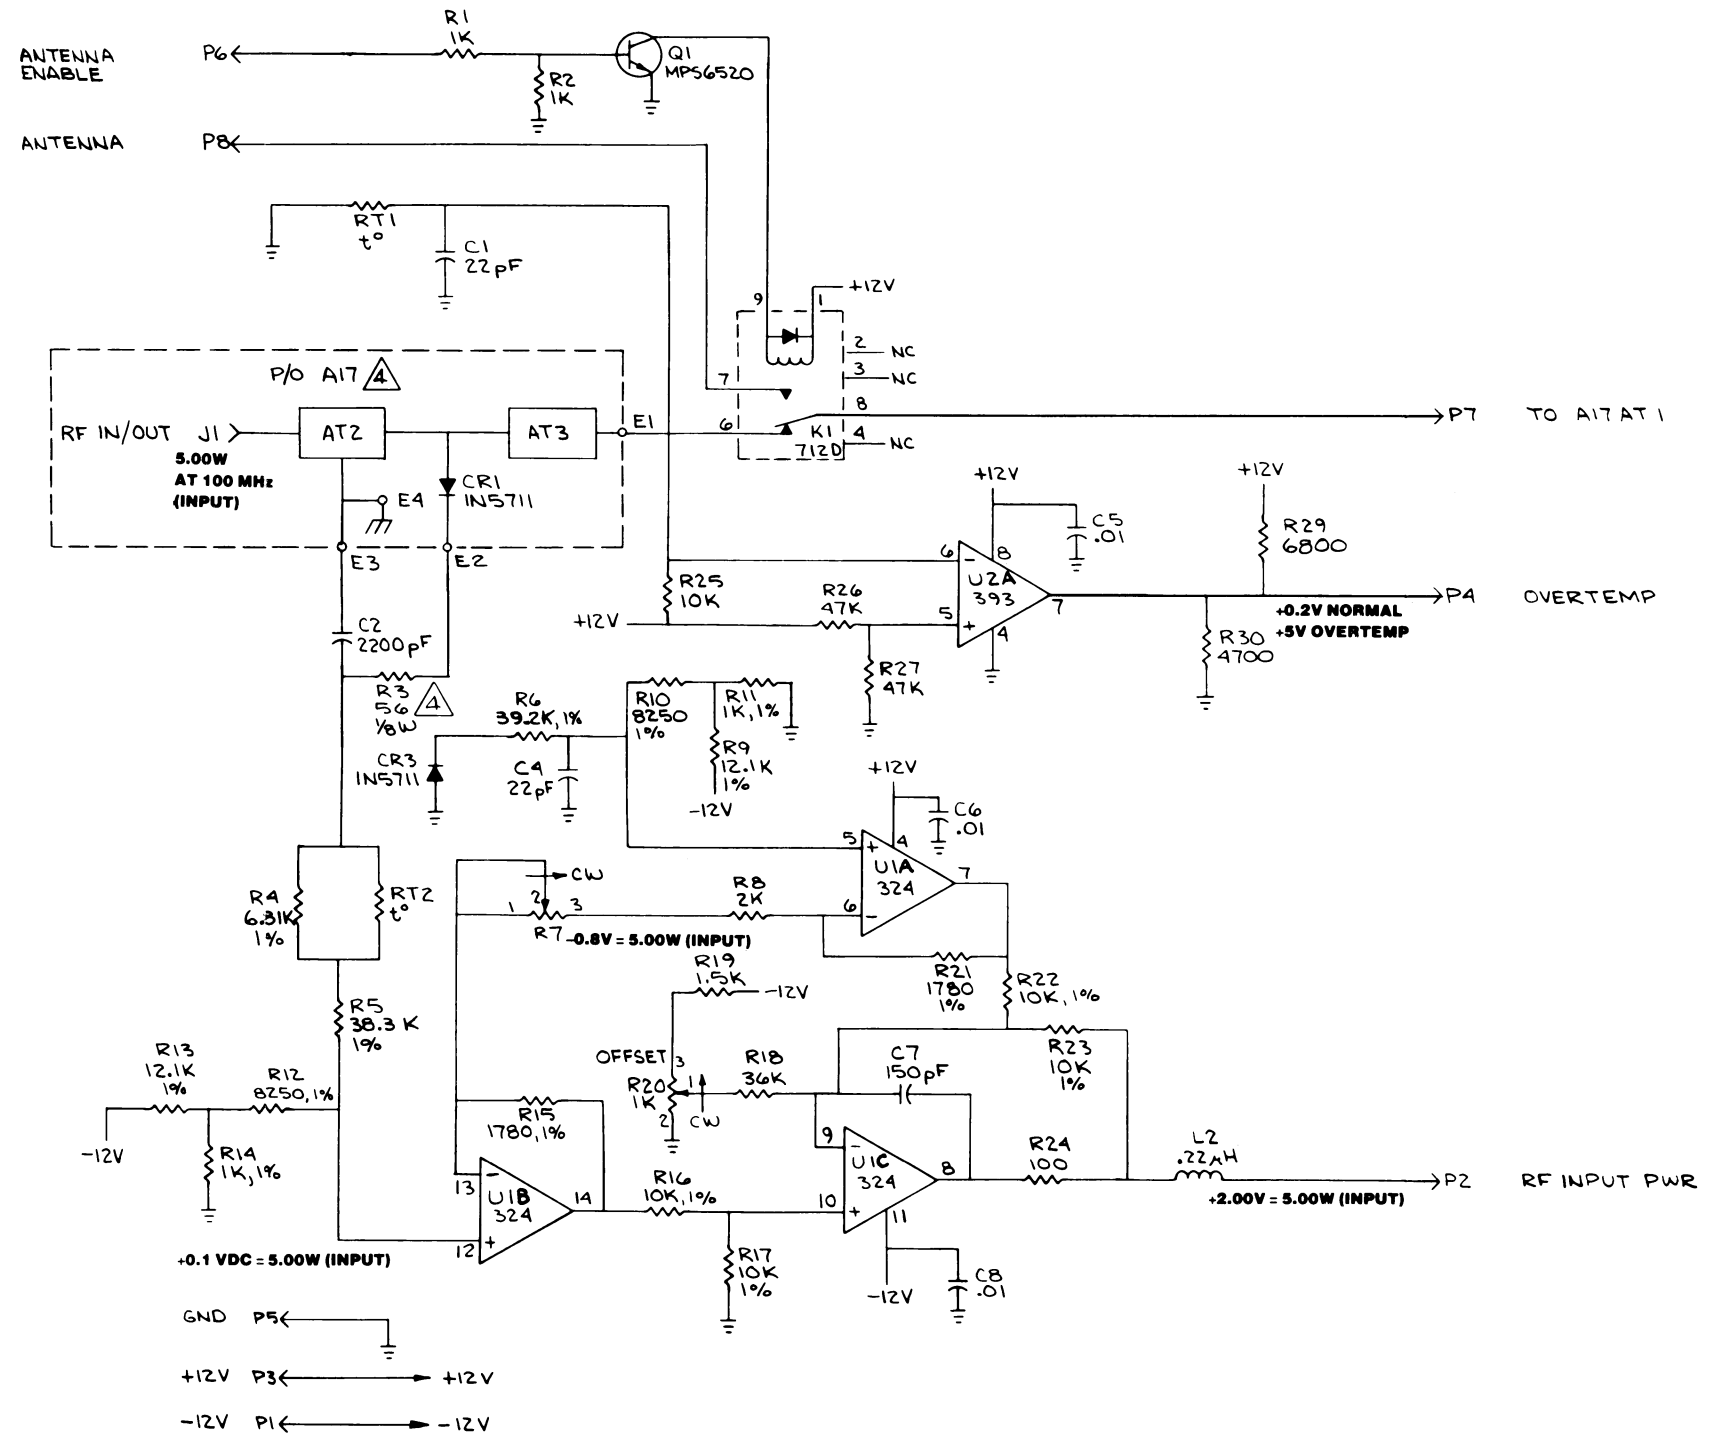 R1
1K
ANTENNA
ENABLE
P6
Q1
MPS6520
R2
1K
ANTENNA
P8
RT1
t°
C1
22pF
+12V
9
1
2
NC
3
NC
7
8
6
4
NC
K1
712D
P7
TO A17 AT1
P/O A17
4
RF IN/OUT
J1
AT2
AT3
E1
5.00W
AT 100 MHz
(INPUT)
CR1
1N5711
E4
E3
E2
+12V
+12V
C5
.01
R29
6800
6
-
8
U2A
393
7
5
+
4
R25
10K
R26
47K
+12V
P4
OVERTEMP
+0.2V NORMAL
+5V OVERTEMP
R30
4700
R27
47K
C2
2200pF
R3
56
1/8W
4
R6
39.2K, 1%
R10
8250
1%
R11
1K, 1%
R9
12.1K
1%
-12V
CR3
1N5711
C4
22pF
+12V
C6
.01
5
+
4
U1A
324
7
6
-
CW
2
1
3
R7
R8
2K
-0.8V = 5.00W (INPUT)
R4
6.31K
1%
RT2
t°
R19
1.5K
-12V
R21
1780
1%
R22
10K, 1%
R5
38.3 K
1%
R23
10K
1%
OFFSET
3
R20
1K
1
2
CW
R18
36K
C7
150pF
R13
12.1K
1%
R12
8250, 1%
-12V
R14
1K, 1%
R15
1780, 1%
13
-
U1B
324
14
12
+
R16
10K, 1%
9
-
U1C
324
8
10
+
11
R24
100
L2
.22µH
P2
RF INPUT PWR
+2.00V = 5.00W (INPUT)
R17
10K
1%
C8
.01
-12V
+0.1 VDC = 5.00W (INPUT)
GND
P5
+12V
P3
+12V
-12V
P1
-12V